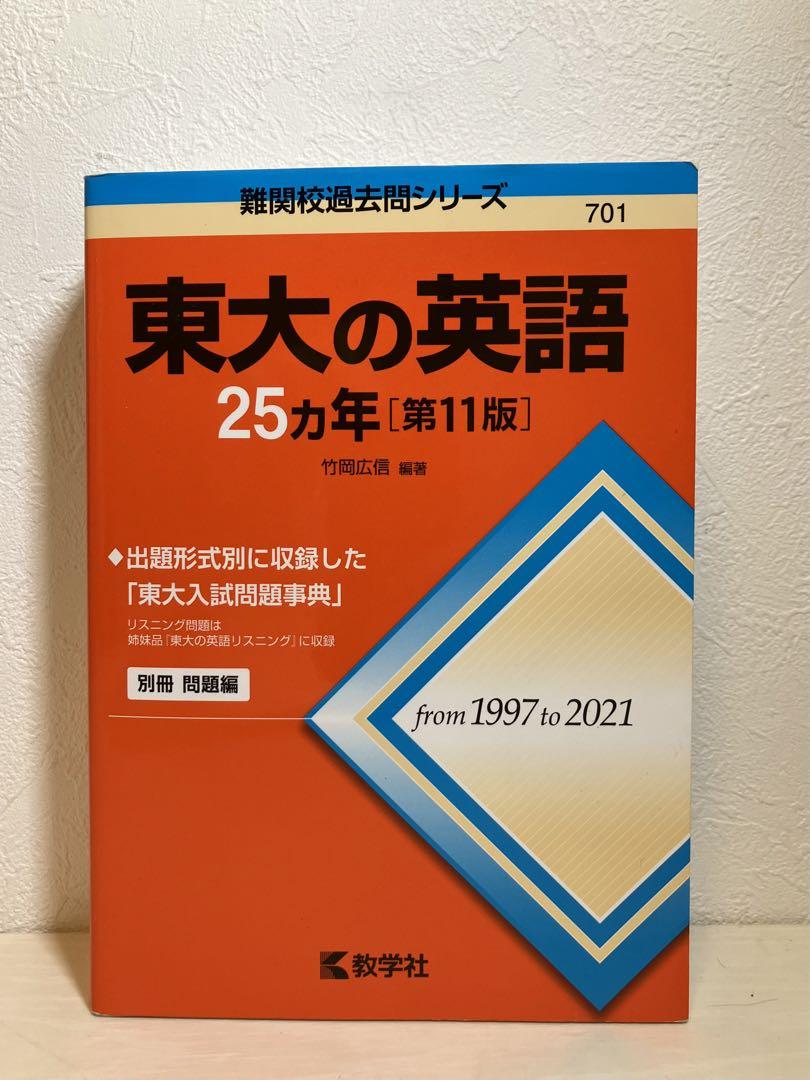 難関校過去問シリーズ
701
東大の英語
25カ年[第11版]
竹岡広信 編著
◆出題形式別に収録した
「東大入試問題事典」
リスニング問題は
姉妹品『東大の英語リスニング』に収録
別冊 問題編
from 1997 to 2021
教学社